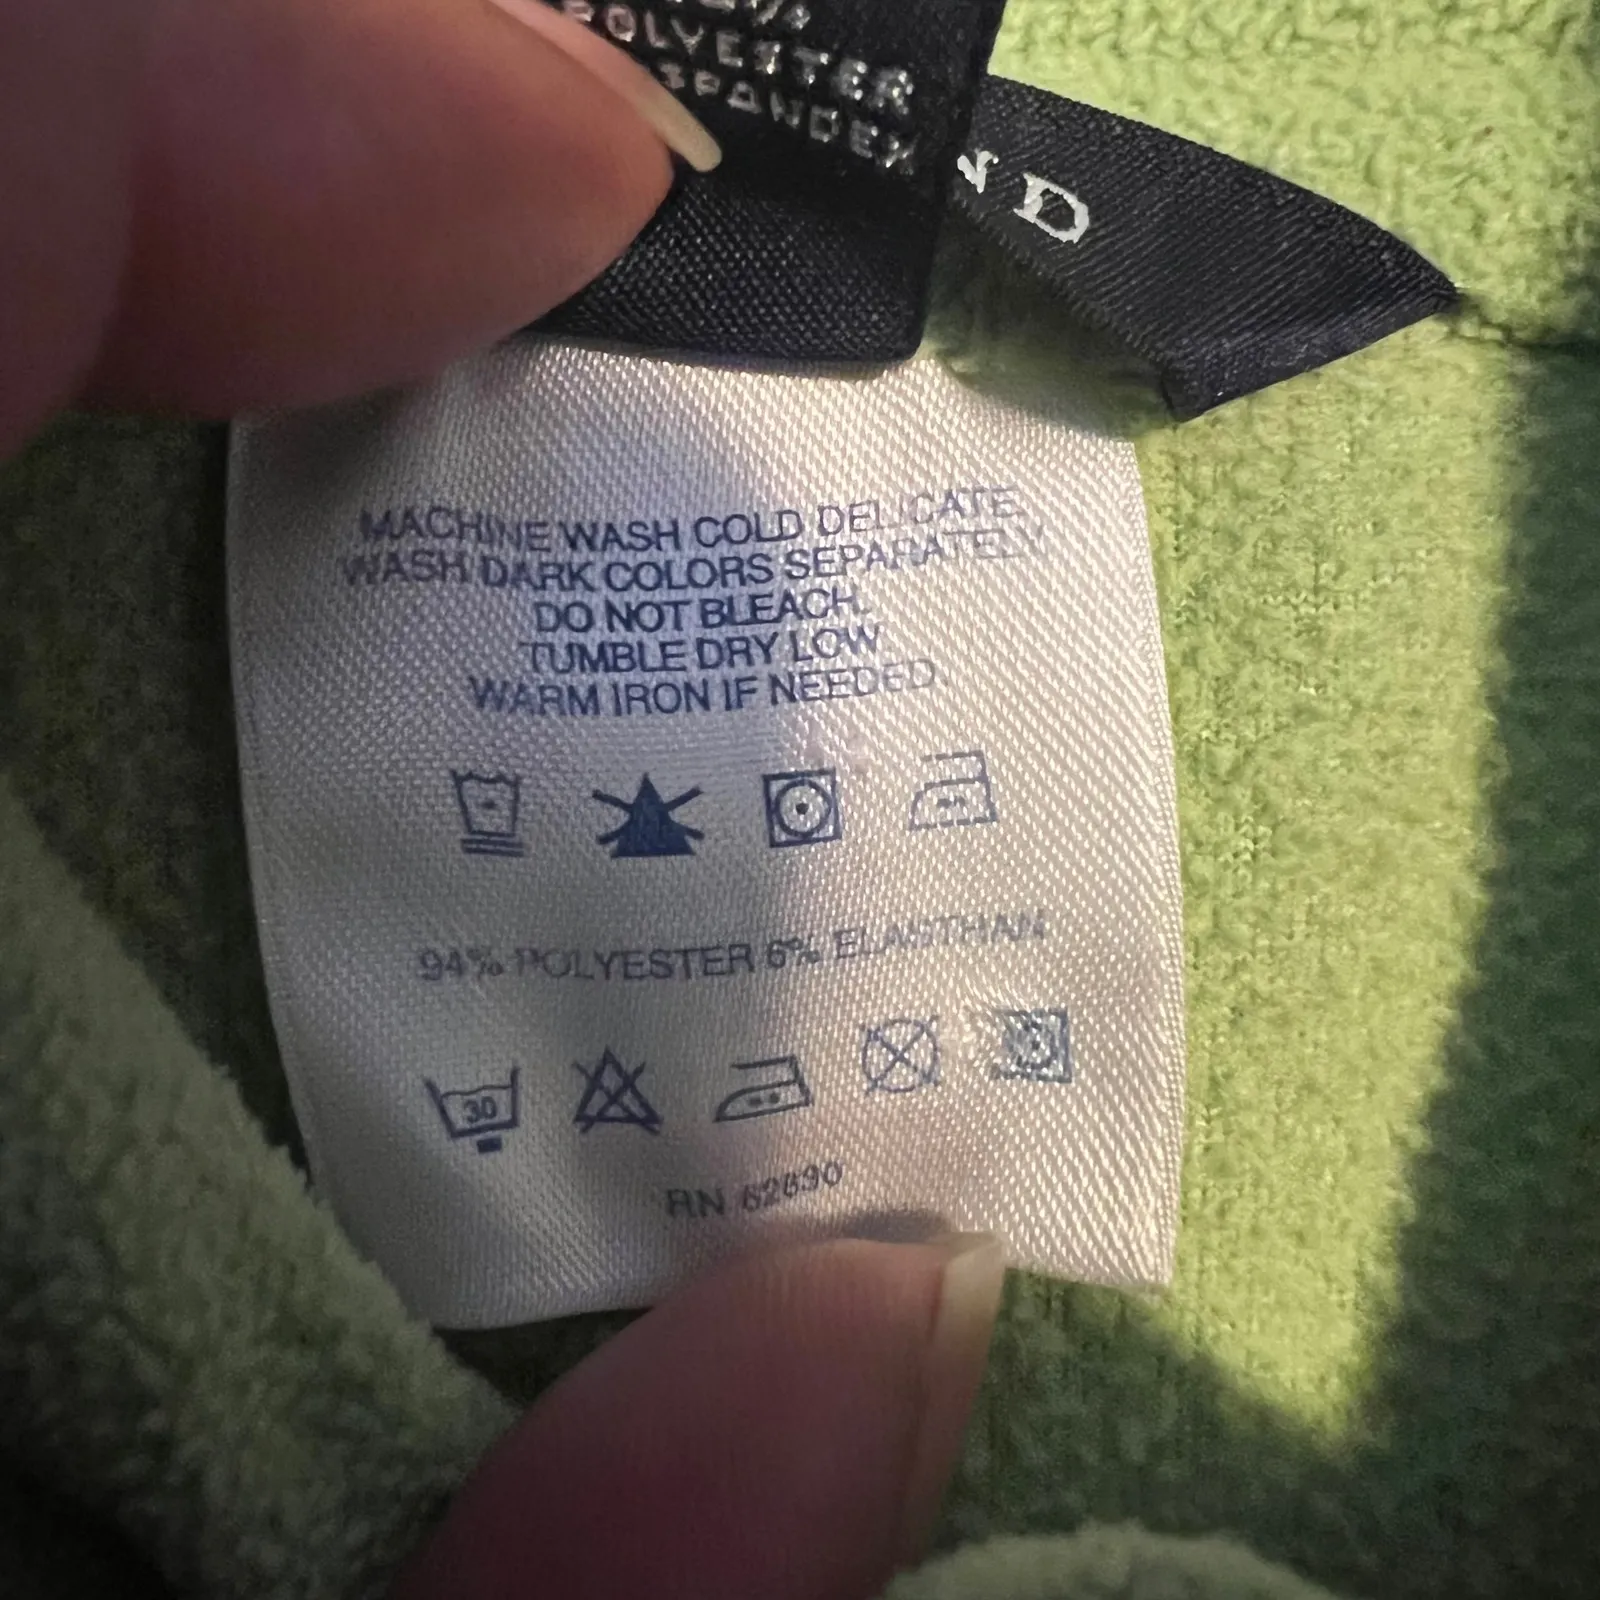 POLYESTER
SPANDEX
D
MACHINE WASH COLD DELICATE.
WASH DARK COLORS SEPARATELY
DO NOT BLEACH.
TUMBLE DRY LOW
WARM IRON IF NEEDED.
94% POLYESTER 6% ELASTHAN
30
RN 62690